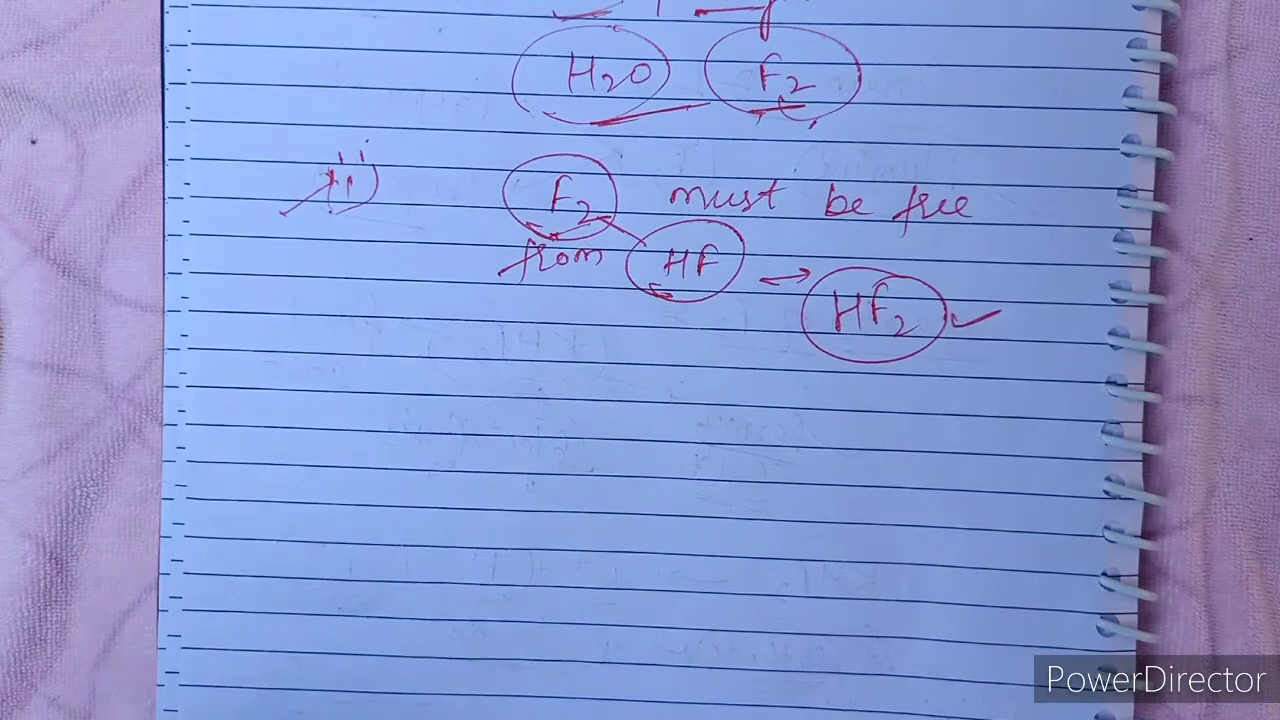 H2O F2
ii) F2 must be free
from HF → HF2
PowerDirector